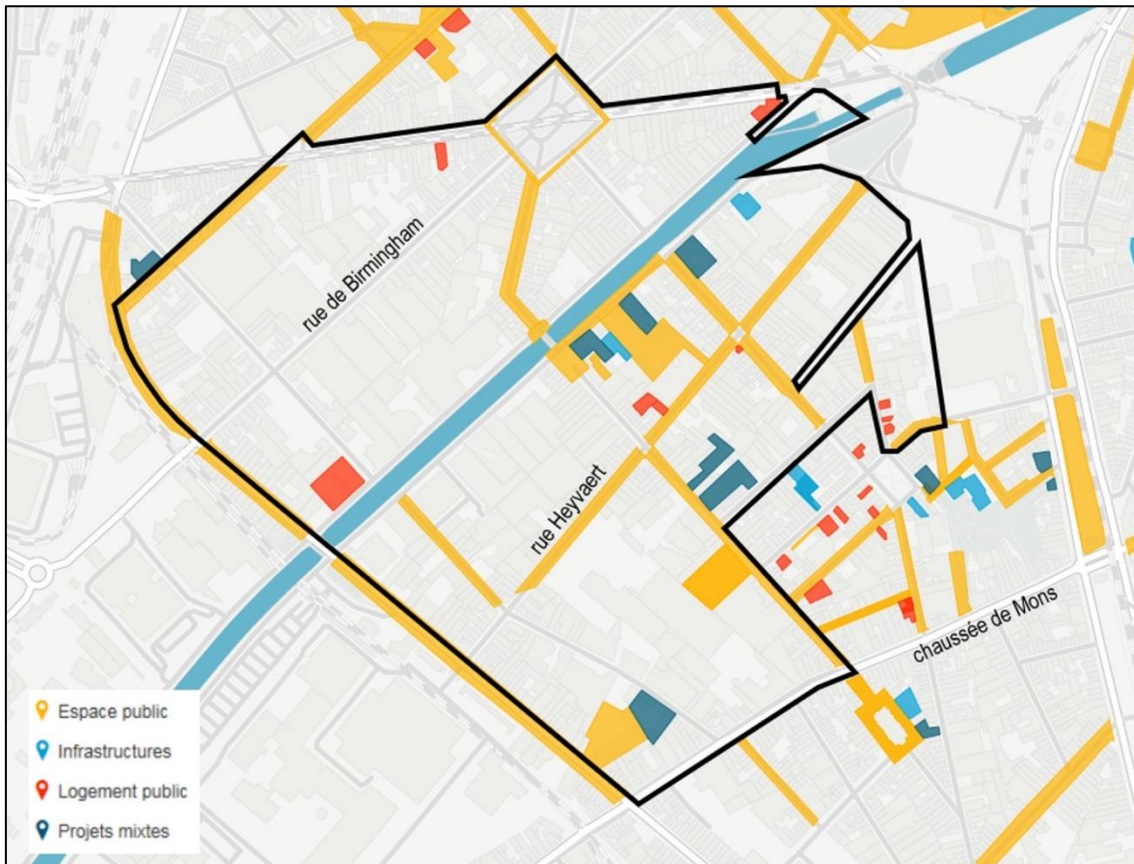 rue de Birmingham
rue Heyvaert
chaussée de Mons
Espace public
Infrastructures
Logement public
Projets mixtes